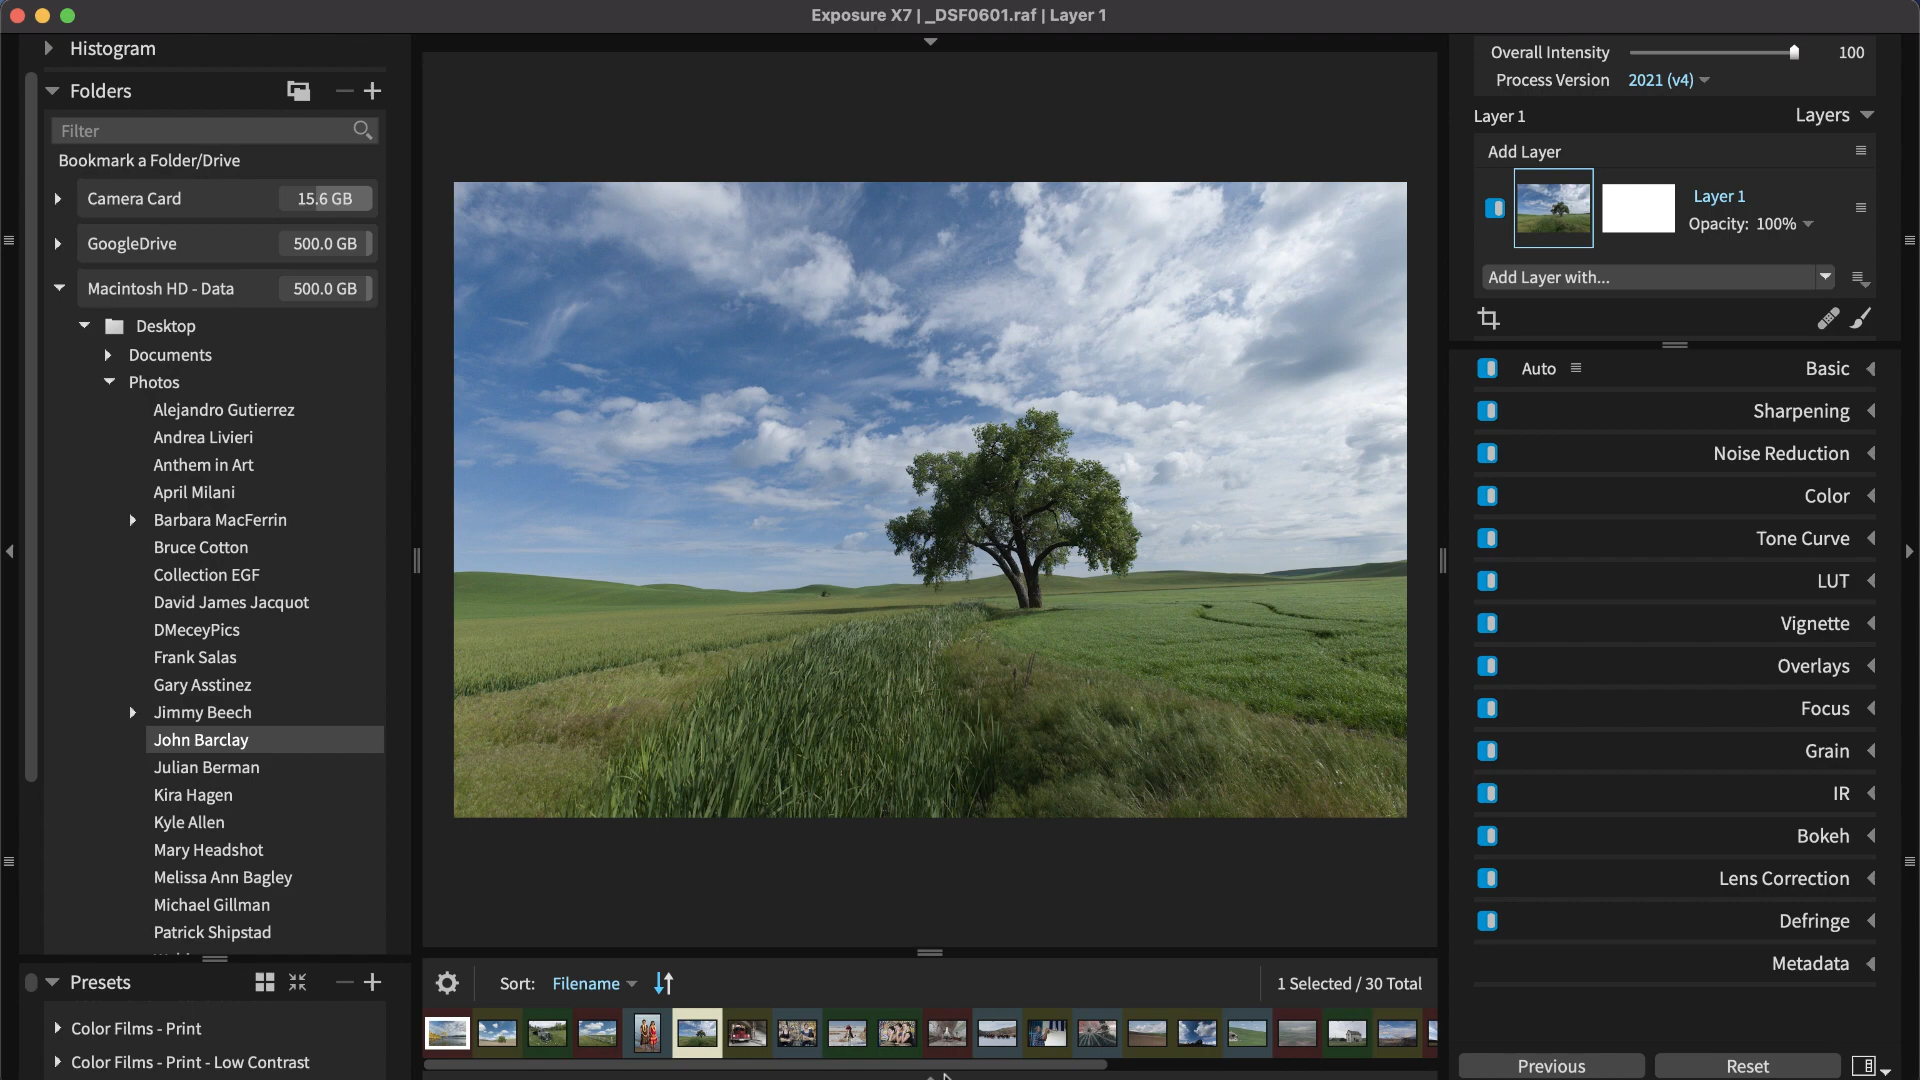 Exposure X7 | _DSF0601.raf | Layer 1
Histogram
Folders
Filter
Bookmark a Folder/Drive
Camera Card 15.6 GB
GoogleDrive 500.0 GB
Macintosh HD - Data 500.0 GB
Desktop
Documents
Photos
Alejandro Gutierrez
Andrea Livieri
Anthem in Art
April Milani
Barbara MacFerrin
Bruce Cotton
Collection EGF
David James Jacquot
DMeceyPics
Frank Salas
Gary Asstinez
Jimmy Beech
John Barclay
Julian Berman
Kira Hagen
Kyle Allen
Mary Headshot
Melissa Ann Bagley
Michael Gillman
Patrick Shipstad
Presets
Color Films - Print
Color Films - Print - Low Contrast
Sort: Filename
1 Selected / 30 Total
Overall Intensity 100
Process Version 2021 (v4)
Layer 1 Layers
Add Layer
Layer 1
Opacity: 100%
Add Layer with...
Auto Basic
Sharpening
Noise Reduction
Color
Tone Curve
LUT
Vignette
Overlays
Focus
Grain
IR
Bokeh
Lens Correction
Defringe
Metadata
Previous Reset